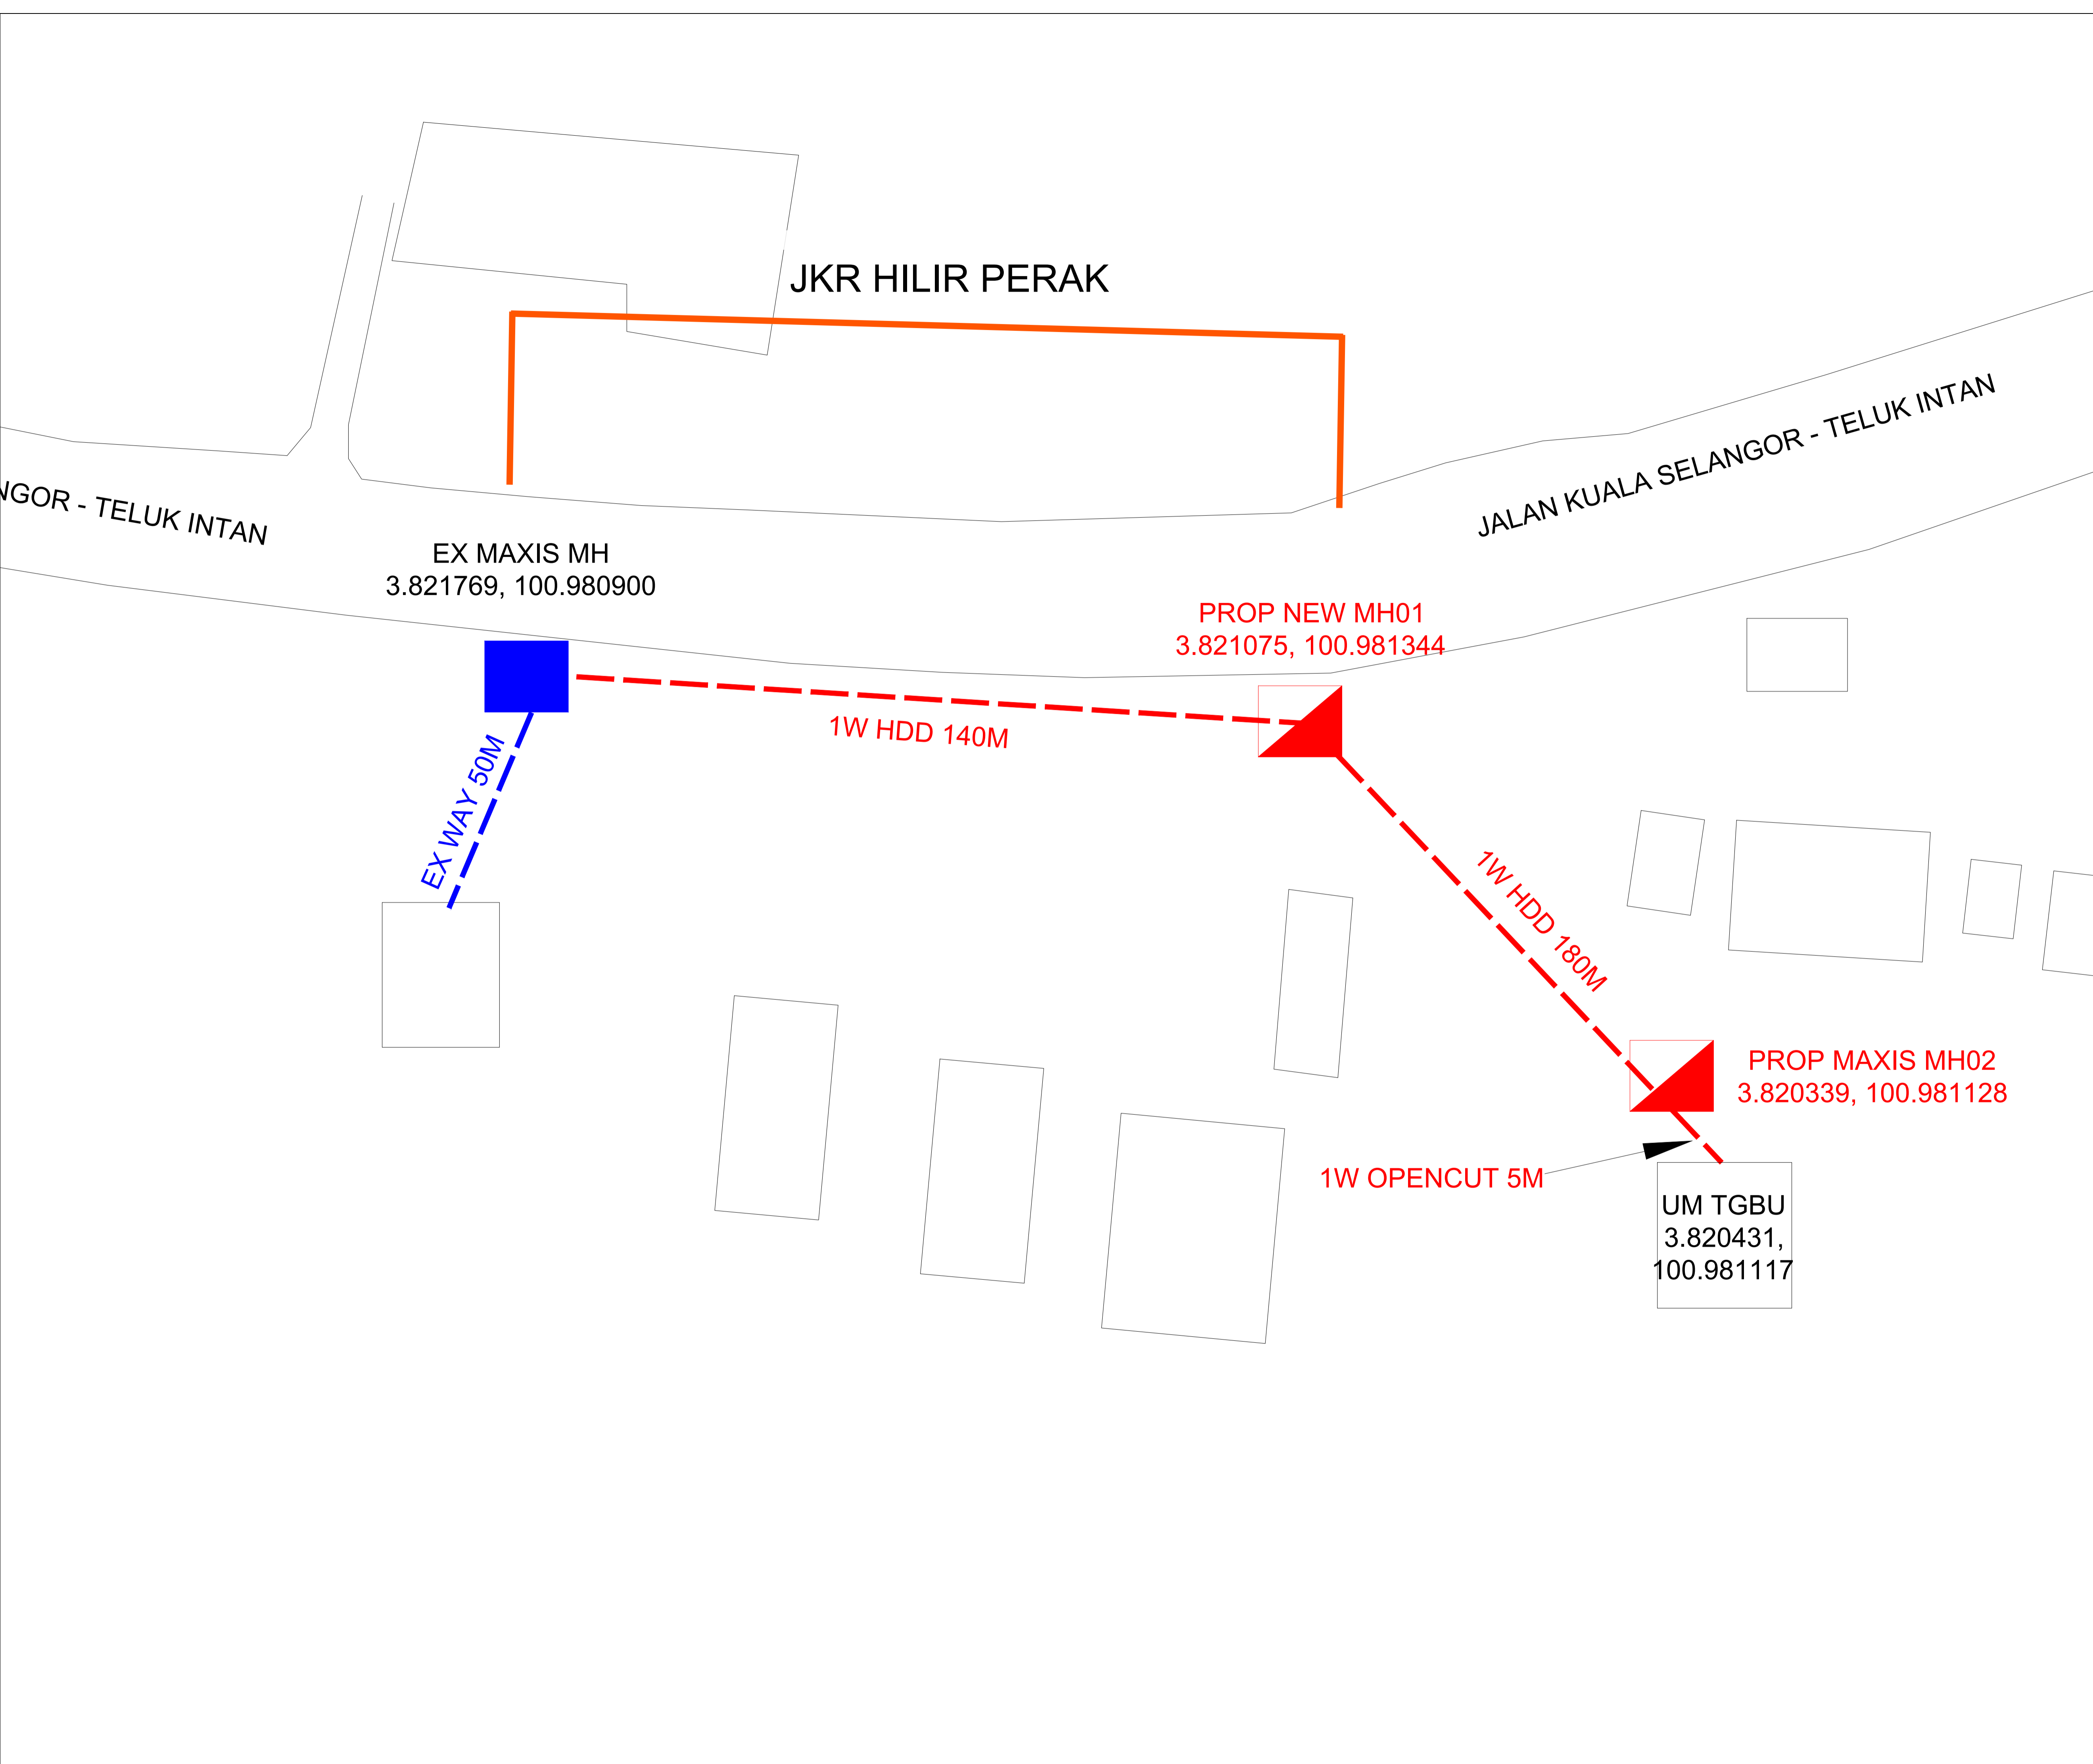 JKR HILIR PERAK
JALAN KUALA SELANGOR - TELUK INTAN
NGOR - TELUK INTAN
EX MAXIS MH
3.821769, 100.980900
PROP NEW MH01
3.821075, 100.981344
1W HDD 140M
EX WAY 50M
1W HDD 180M
PROP MAXIS MH02
3.820339, 100.981128
1W OPENCUT 5M
UM TGBU
3.820431,
100.981117